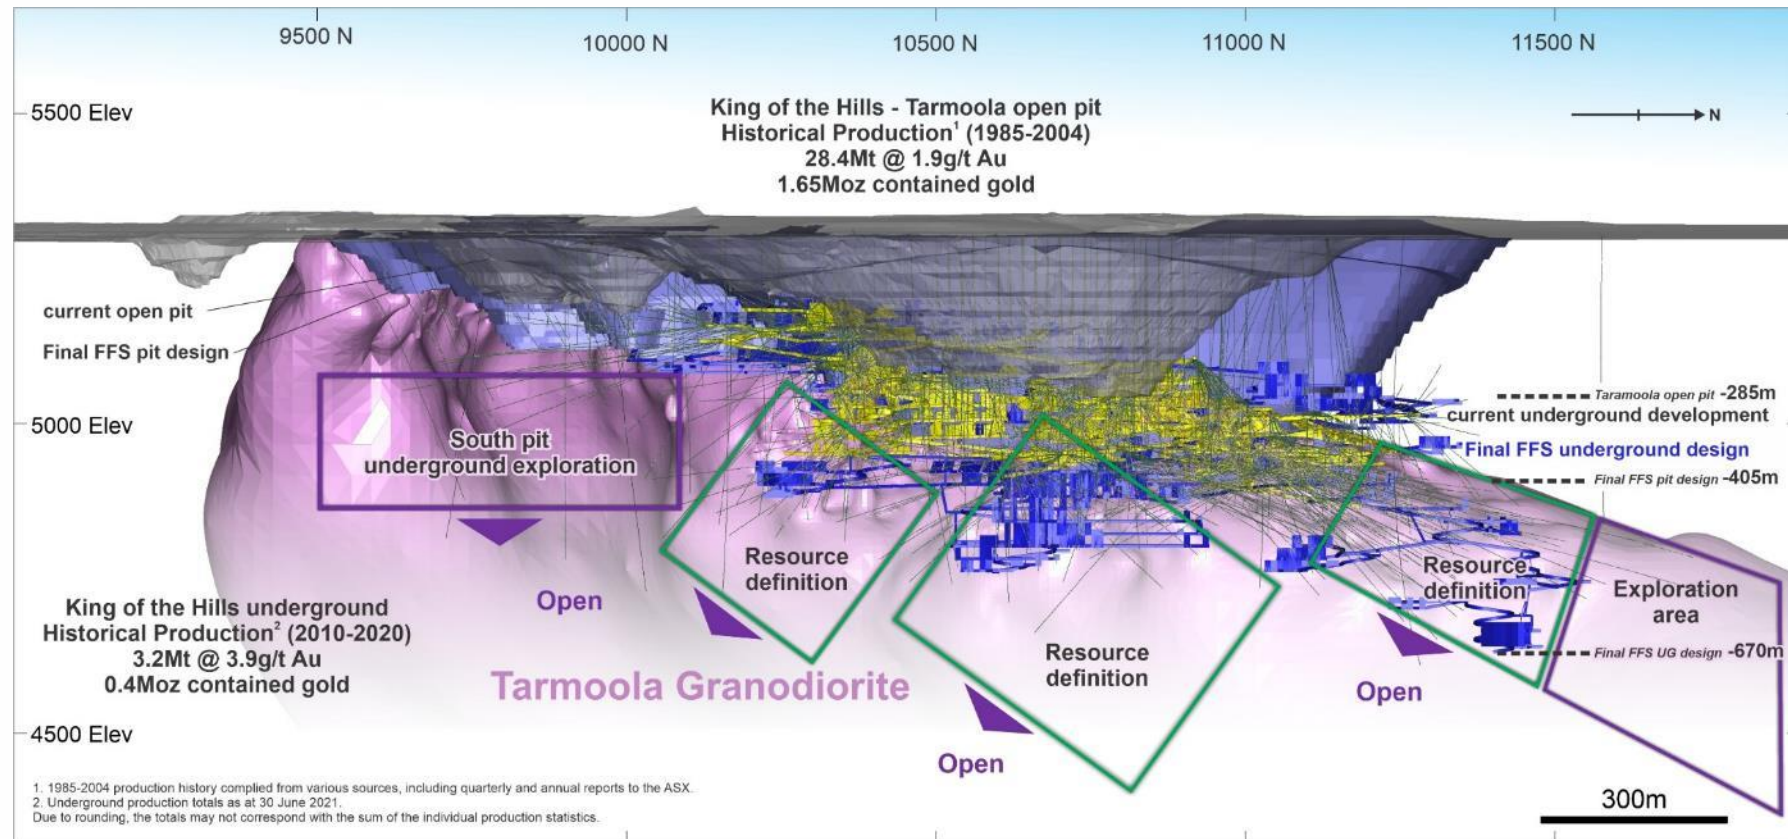 9500 N
10000 N
10500 N
11000 N
11500 N
5500 Elev
King of the Hills - Tarmoola open pit
Historical Production¹ (1985-2004)
28.4Mt @ 1.9g/t Au
1.65Moz contained gold
N
current open pit
Final FFS pit design
Taramoola open pit -285m
current underground development
5000 Elev
South pit
underground exploration
Final FFS underground design
Final FFS pit design -405m
Resource
definition
Resource
definition
Exploration
area
Open
King of the Hills underground
Historical Production² (2010-2020)
3.2Mt @ 3.9g/t Au
0.4Moz contained gold
Resource
definition
Final FFS UG design -670m
Tarmoola Granodiorite
Open
4500 Elev
Open
1. 1985-2004 production history complied from various sources, including quarterly and annual reports to the ASX.
2. Underground production totals as at 30 June 2021.
Due to rounding, the totals may not correspond with the sum of the individual production statistics.
300m